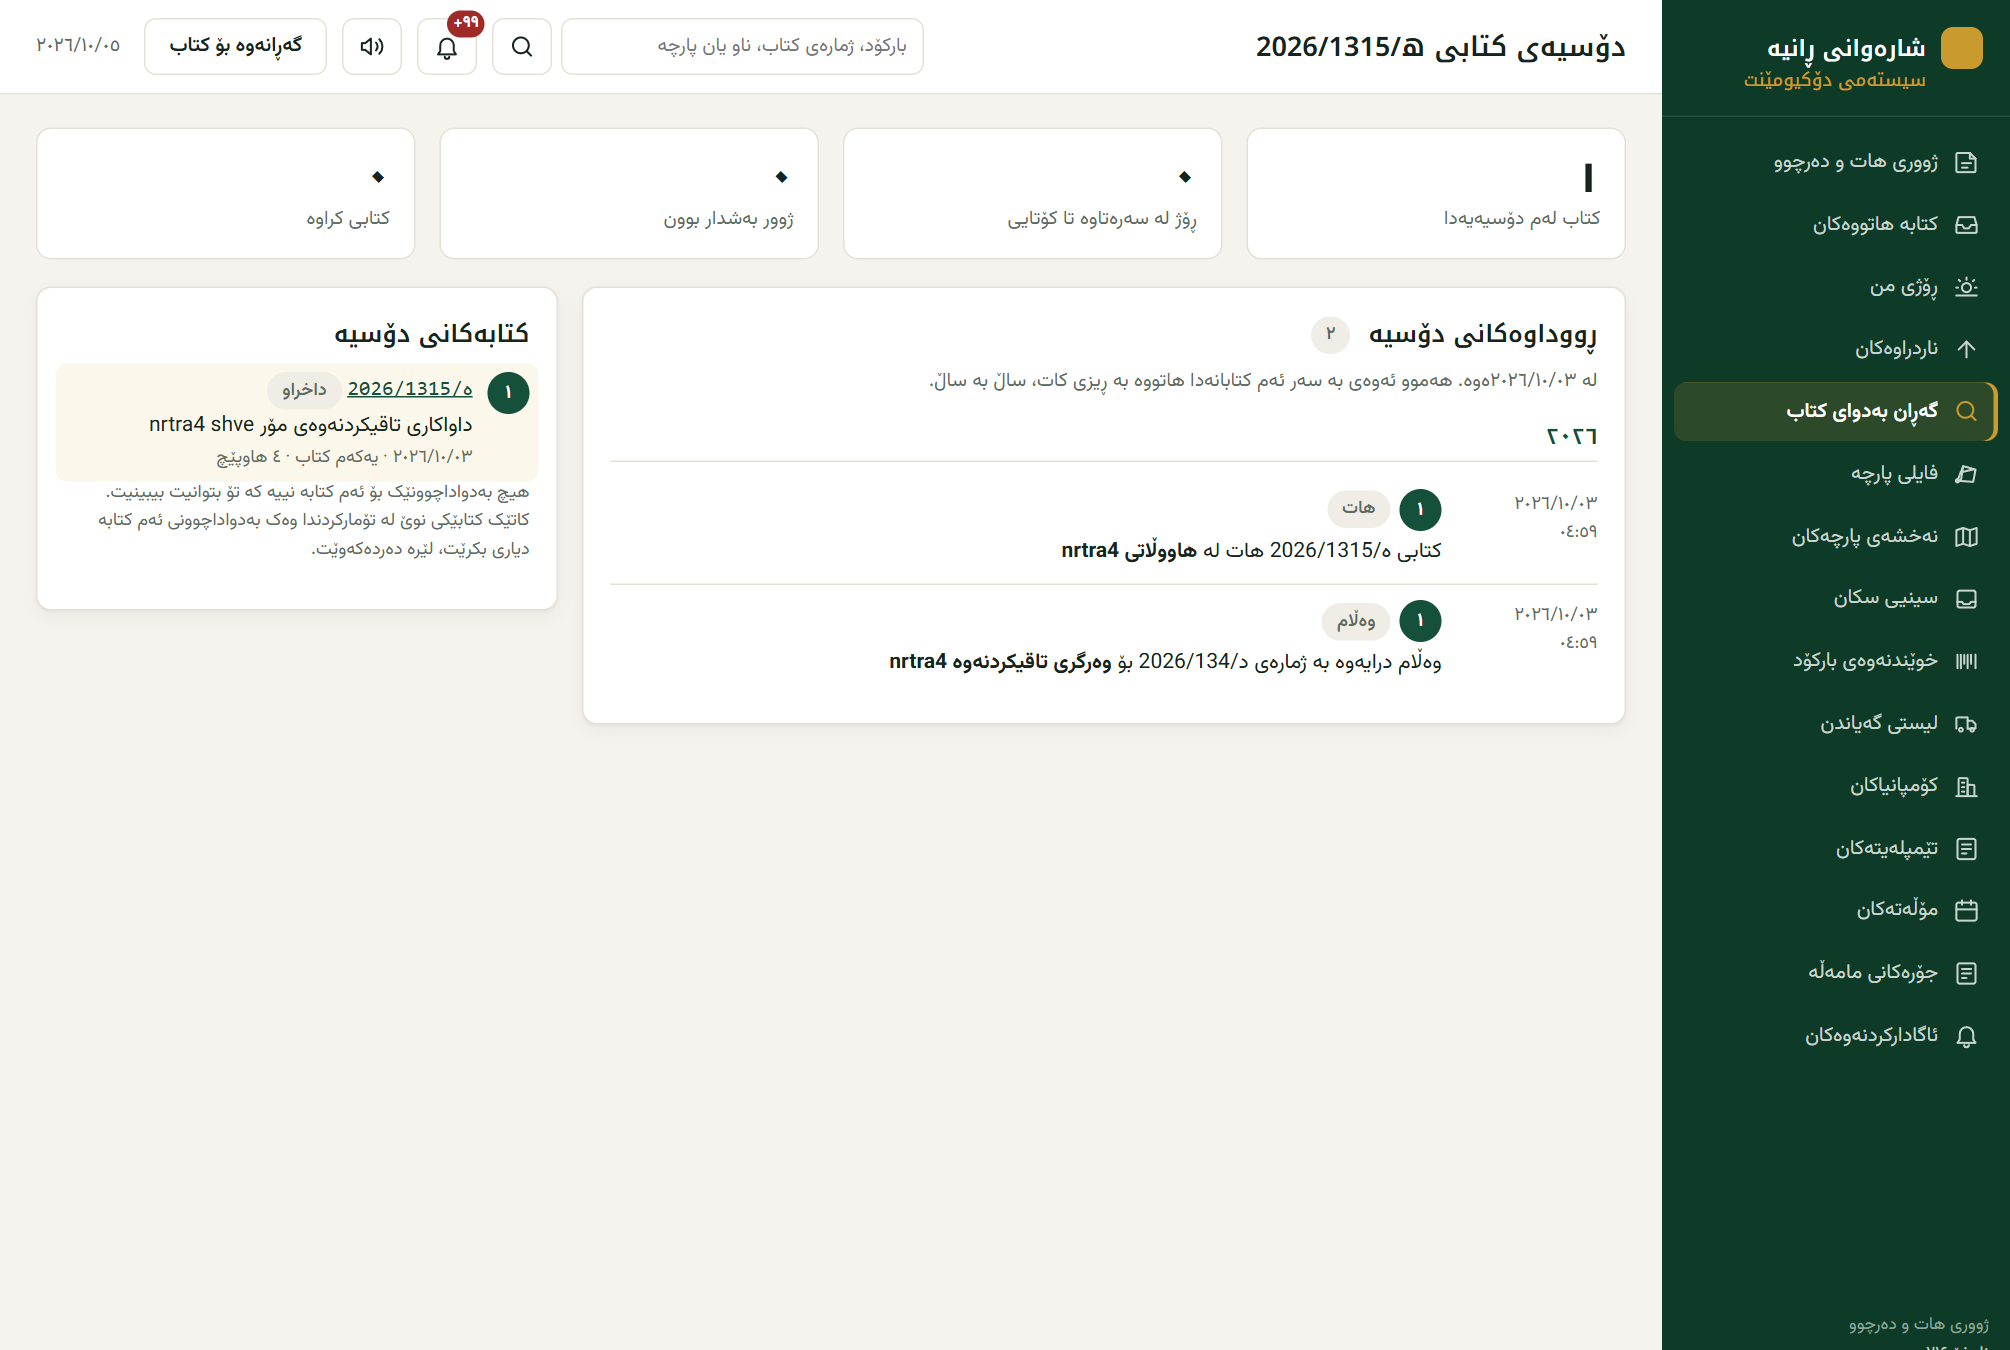 شارەوانی ڕانیە
سیستەمی دۆکیومێنت
ژووری هات و دەرچوو
کتابە هاتووەکان
ڕۆژی من
ناردراوەکان
گەڕان بەدوای کتاب
فایلی پارچە
نەخشەی پارچەکان
سینیی سکان
خوێندنەوەی بارکۆد
لیستی گەیاندن
کۆمپانیاکان
تێمپلەیتەکان
مۆڵەتەکان
جۆرەکانی مامەڵە
ئاگادارکردنەوەکان
ژووری هات و دەرچوو
دۆسیەی کتابی ھ/2026/1315
بارکۆد، ژمارەی کتاب، ناو یان پارچە
٩٩+
گەڕانەوە بۆ کتاب
٢٠٢٦/١٠/٠٥
١
کتاب لەم دۆسیەیەدا
٠
ڕۆژ لە سەرەتاوە تا کۆتایی
٠
ژوور بەشدار بوون
٠
کتابی کراوە
ڕووداوەکانی دۆسیە ٢
لە ٢٠٢٦/١٠/٠٣ەوە. هەموو ئەوەی بە سەر ئەم کتابانەدا هاتووە بە ڕیزی کات، ساڵ بە ساڵ.
٢٠٢٦
٢٠٢٦/١٠/٠٣
٠٤:٥٩
١ هات
کتابی ە/2026/1315 هات لە هاووڵاتی nrtra4
٢٠٢٦/١٠/٠٣
٠٤:٥٩
١ وەڵام
وەڵام درایەوە بە ژمارەی د/2026/134 بۆ وەرگری تاقیکردنەوە nrtra4
کتابەکانی دۆسیە
١ ە/2026/1315 داخراو
داواکاری تاقیکردنەوەی مۆر nrtra4 shve
٢٠٢٦/١٠/٠٣ · یەکەم کتاب · ٤ هاوپێچ
هیچ بەدواداچوونێک بۆ ئەم کتابە نییە کە تۆ بتوانیت بیبینیت.
کاتێک کتابێکی نوێ لە تۆمارکردندا وەک بەدواداچوونی ئەم کتابە
دیاری بکرێت، لێرە دەردەکەوێت.